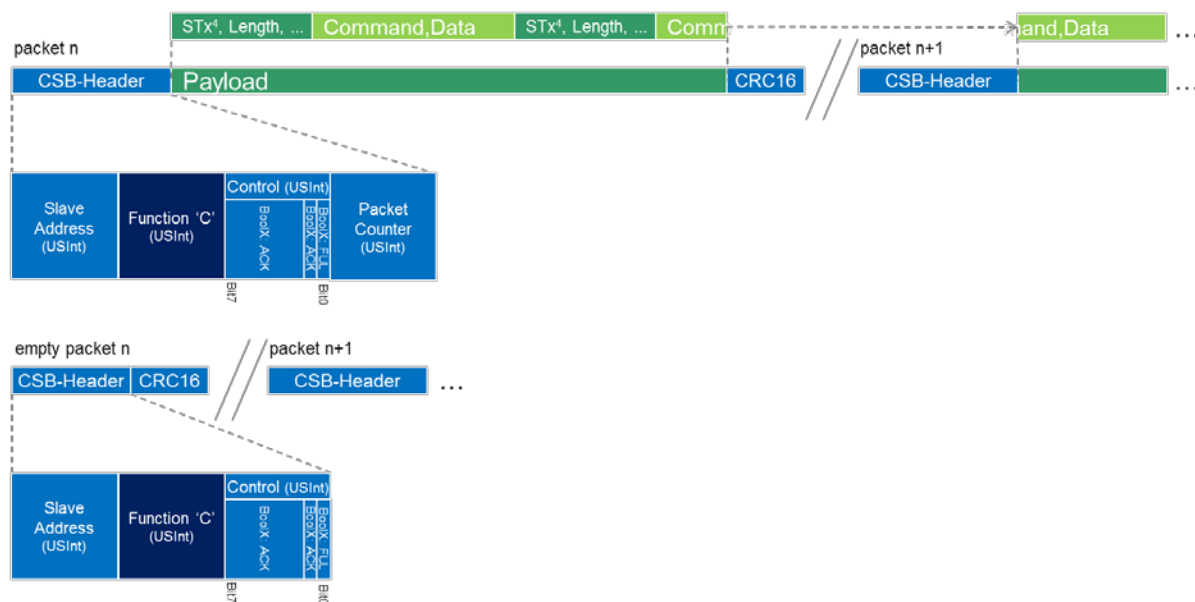 STx⁴, Length, ... Command,Data STx⁴, Length, ... Comm and,Data ...
packet n packet n+1
CSB-Header Payload CRC16 CSB-Header ...
Control (USInt)
Slave
Address
(USInt)
Function ‘C’
(USInt)
BoolX: ACK
BoolX: ACK
BoolX: FUL
Packet
Counter
(USInt)
Bit7 Bit0
empty packet n packet n+1
CSB-Header CRC16 CSB-Header ...
Control (USInt)
Slave
Address
(USInt)
Function ‘C’
(USInt)
BoolX: ACK
BoolX: ACK
BoolX: FUL
Bit7 Bit0